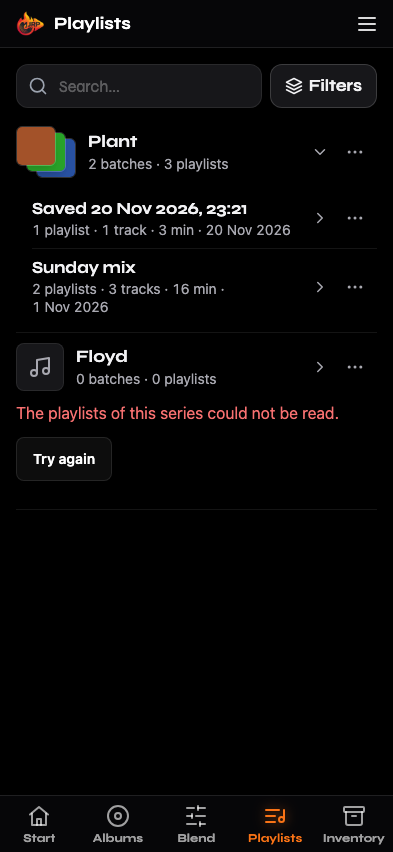 Playlists
Search...
Filters
Plant
2 batches · 3 playlists
Saved 20 Nov 2026, 23:21
1 playlist · 1 track · 3 min · 20 Nov 2026
Sunday mix
2 playlists · 3 tracks · 16 min ·
1 Nov 2026
Floyd
0 batches · 0 playlists
The playlists of this series could not be read.
Try again
Start
Albums
Blend
Playlists
Inventory